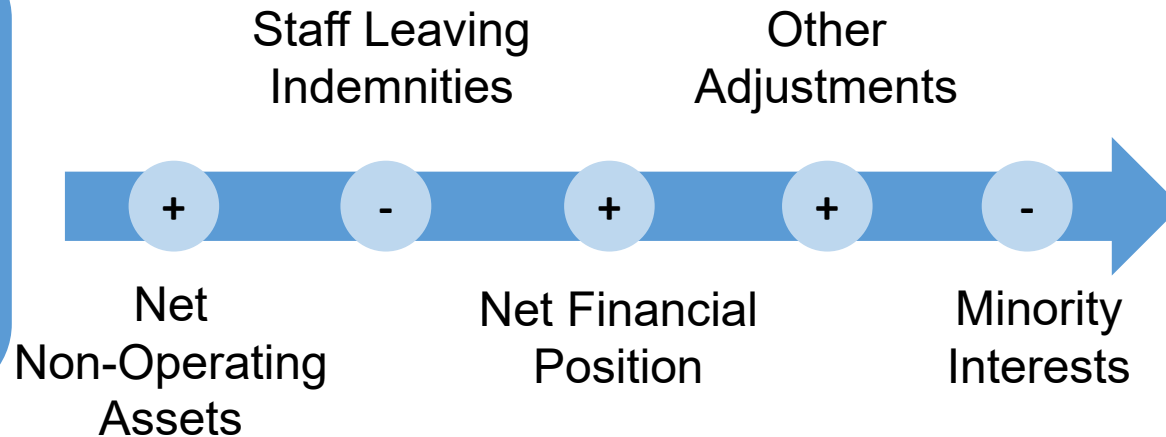 Staff Leaving
Indemnities
Other
Adjustments
+
-
+
+
-
Net
Non-Operating
Assets
Net Financial
Position
Minority
Interests